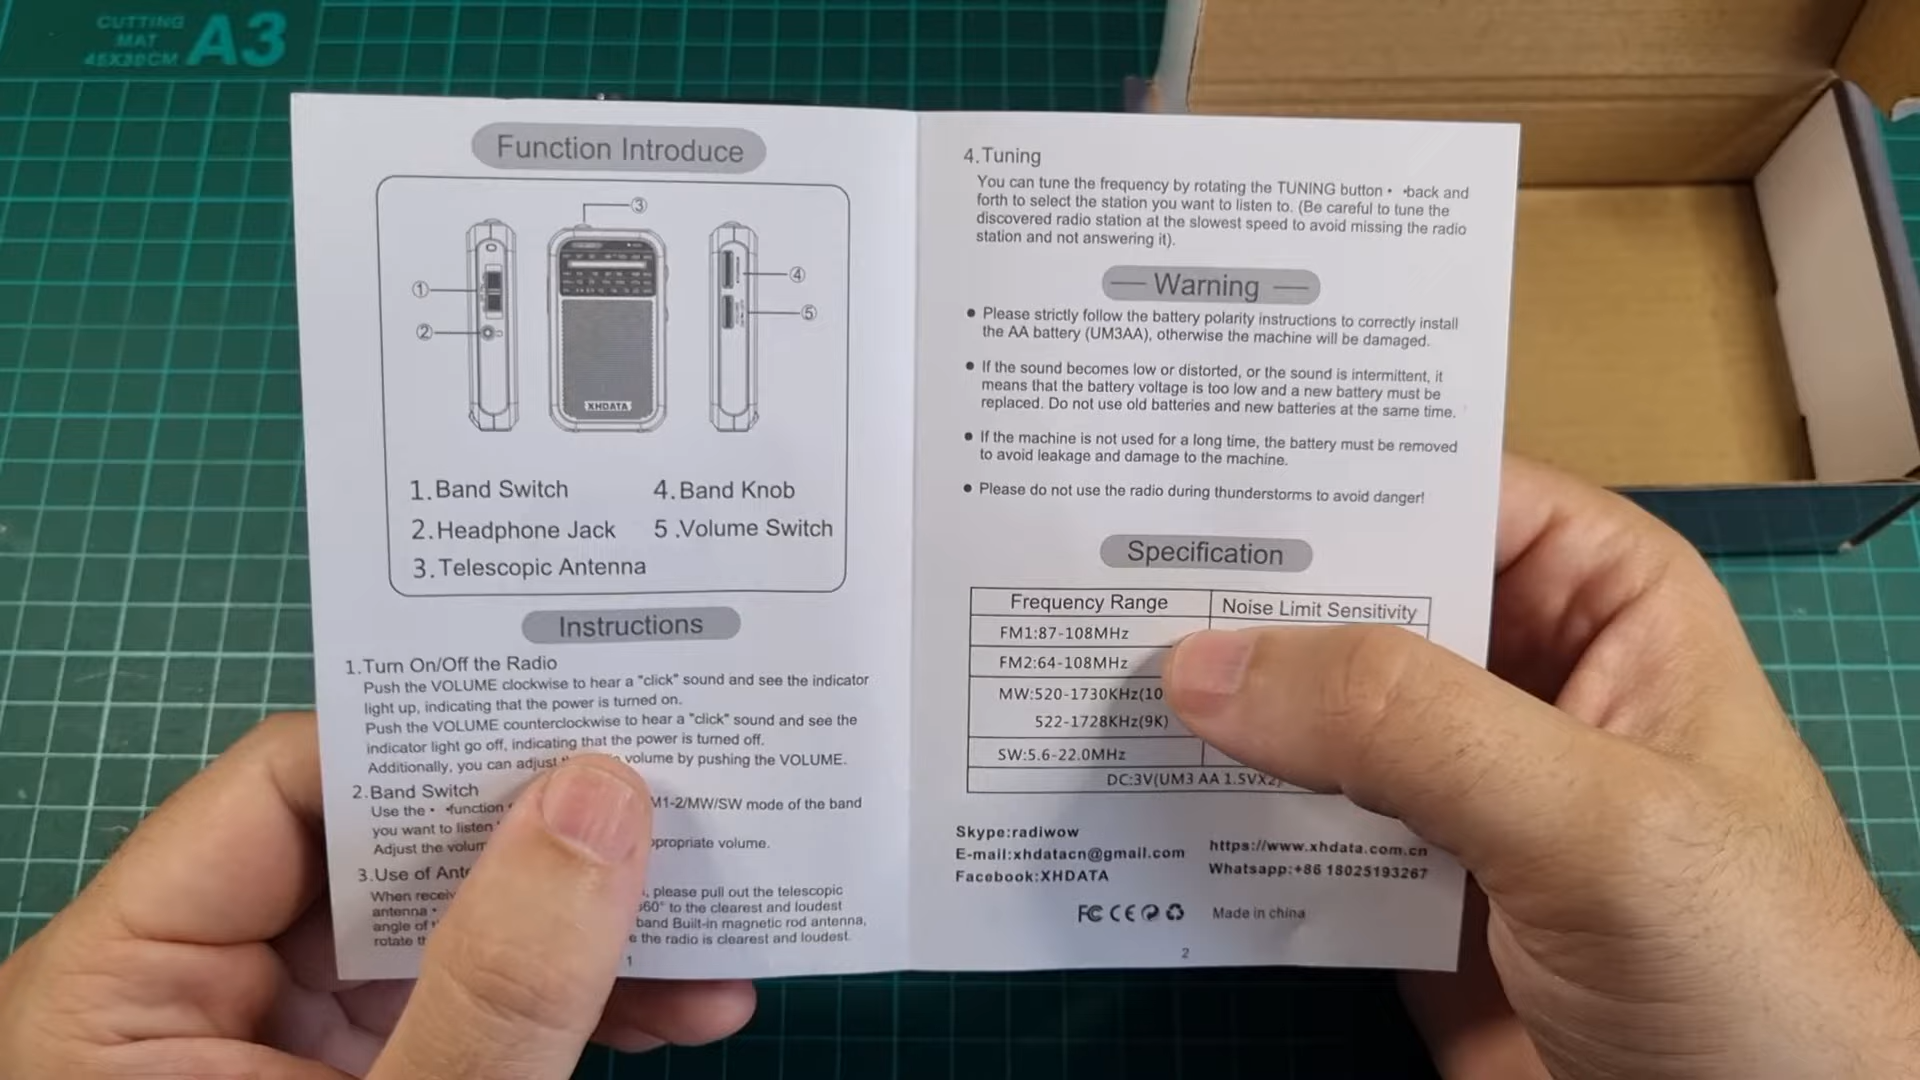 CUTTING
MAT
45X30CM
A3
Function Introduce
③
①
②
④
⑤
XHDATA
1.Band Switch
4.Band Knob
2.Headphone Jack
5 .Volume Switch
3.Telescopic Antenna
Instructions
1.Turn On/Off the Radio
Push the VOLUME clockwise to hear a "click" sound and see the indicator
light up, indicating that the power is turned on.
Push the VOLUME counterclockwise to hear a "click" sound and see the
indicator light go off, indicating that the power is turned off.
Additionally, you can adjust volume by pushing the VOLUME.
2.Band Switch
Use the • •function M1-2/MW/SW mode of the band
you want to listen
Adjust the volum ppropriate volume.
3.Use of Ant
When receiv , please pull out the telescopic
antenna • 60° to the clearest and loudest
angle of band Built-in magnetic rod antenna,
rotate th e the radio is clearest and loudest.
1
4.Tuning
You can tune the frequency by rotating the TUNING button • •back and
forth to select the station you want to listen to. (Be careful to tune the
discovered radio station at the slowest speed to avoid missing the radio
station and not answering it).
Warning
• Please strictly follow the battery polarity instructions to correctly install
the AA battery (UM3AA), otherwise the machine will be damaged.
• If the sound becomes low or distorted, or the sound is intermittent, it
means that the battery voltage is too low and a new battery must be
replaced. Do not use old batteries and new batteries at the same time.
• If the machine is not used for a long time, the battery must be removed
to avoid leakage and damage to the machine.
• Please do not use the radio during thunderstorms to avoid danger!
Specification
Frequency Range
Noise Limit Sensitivity
FM1:87-108MHz
FM2:64-108MHz
MW:520-1730KHz(10
522-1728KHz(9K)
SW:5.6-22.0MHz
DC:3V(UM3 AA 1.5VX2)
Skype:radiwow
E-mail:xhdatacn@gmail.com
Facebook:XHDATA
https://www.xhdata.com.cn
Whatsapp:+86 18025193267
FC CE
Made in china
2